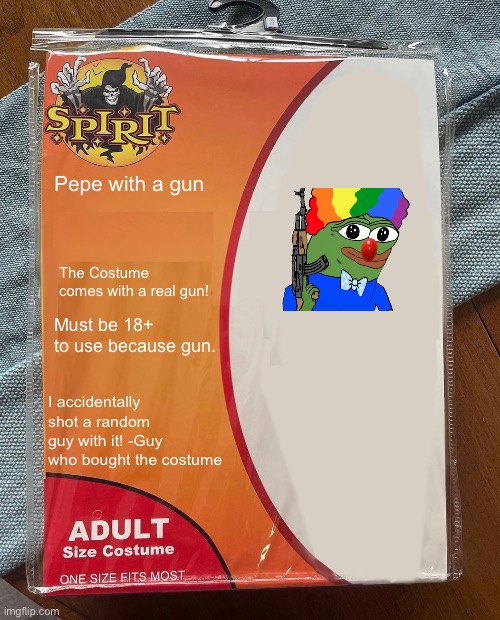 SPIRIT
Pepe with a gun
The Costume
comes with a real gun!
Must be 18+
to use because gun.
I accidentally
shot a random
guy with it! -Guy
who bought the costume
ADULT
Size Costume
ONE SIZE FITS MOST
imgflip.com